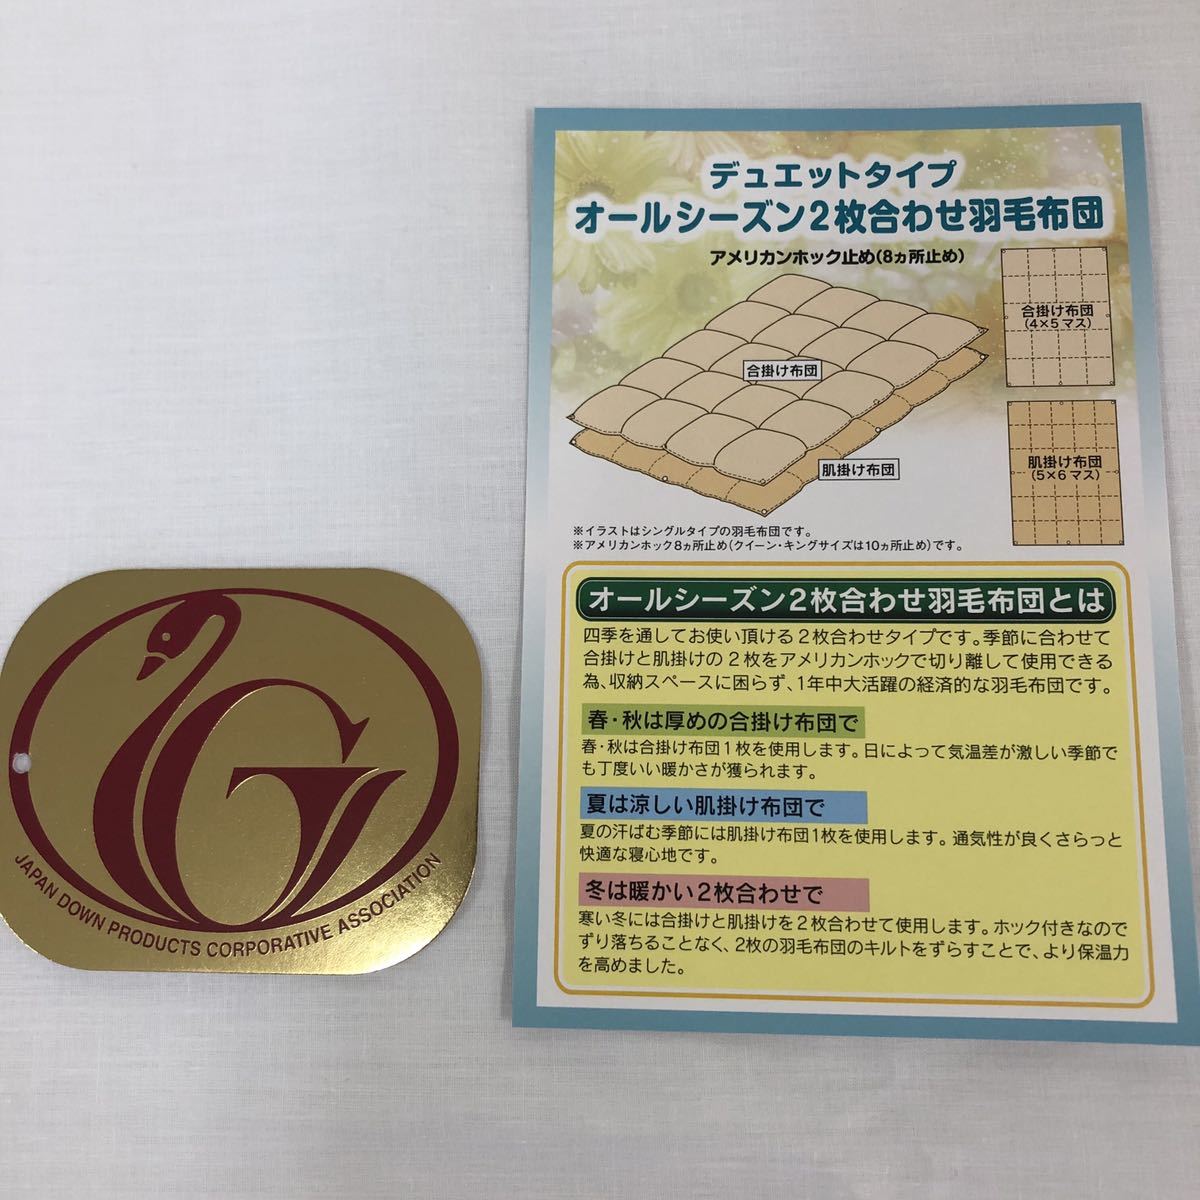 JAPAN DOWN PRODUCTS CORPORATIVE ASSOCIATION
G
デュエットタイプ
オールシーズン2枚合わせ羽毛布団
アメリカンホック止め(8ヵ所止め)
合掛け布団
(4×5マス)
合掛け布団
肌掛け布団
肌掛け布団
(5×6マス)
※イラストはシングルタイプの羽毛布団です。
※アメリカンホック8ヵ所止め(クイーン・キングサイズは10ヵ所止め)です。
オールシーズン2枚合わせ羽毛布団とは
四季を通してお使い頂ける2枚合わせタイプです。季節に合わせて
合掛けと肌掛けの2枚をアメリカンホックで切り離して使用できる
為、収納スペースに困らず、1年中大活躍の経済的な羽毛布団です。
春・秋は厚めの合掛け布団で
春・秋は合掛け布団1枚を使用します。日によって気温差が激しい季節で
も丁度いい暖かさが獲られます。
夏は涼しい肌掛け布団で
夏の汗ばむ季節には肌掛け布団1枚を使用します。通気性が良くさらっと
快適な寝心地です。
冬は暖かい2枚合わせで
寒い冬には合掛けと肌掛けを2枚合わせて使用します。ホック付きなので
ずり落ちることなく、2枚の羽毛布団のキルトをずらすことで、より保温力
を高めました。